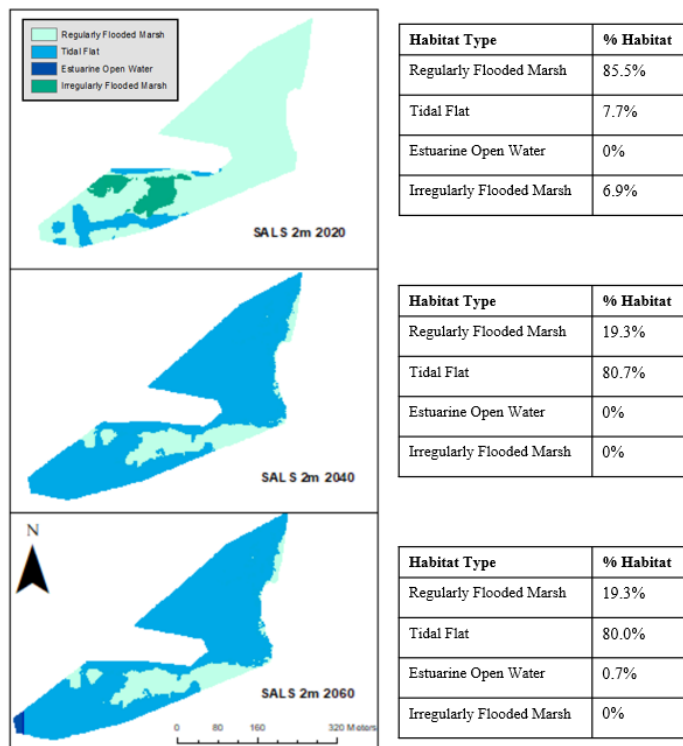 Regularly Flooded Marsh
Tidal Flat
Estuarine Open Water
Irregularly Flooded Marsh
SALS 2m 2020
Habitat Type % Habitat
Regularly Flooded Marsh 85.5%
Tidal Flat 7.7%
Estuarine Open Water 0%
Irregularly Flooded Marsh 6.9%
SALS 2m 2040
Habitat Type % Habitat
Regularly Flooded Marsh 19.3%
Tidal Flat 80.7%
Estuarine Open Water 0%
Irregularly Flooded Marsh 0%
N
SALS 2m 2060
0 80 160 320 Meters
Habitat Type % Habitat
Regularly Flooded Marsh 19.3%
Tidal Flat 80.0%
Estuarine Open Water 0.7%
Irregularly Flooded Marsh 0%